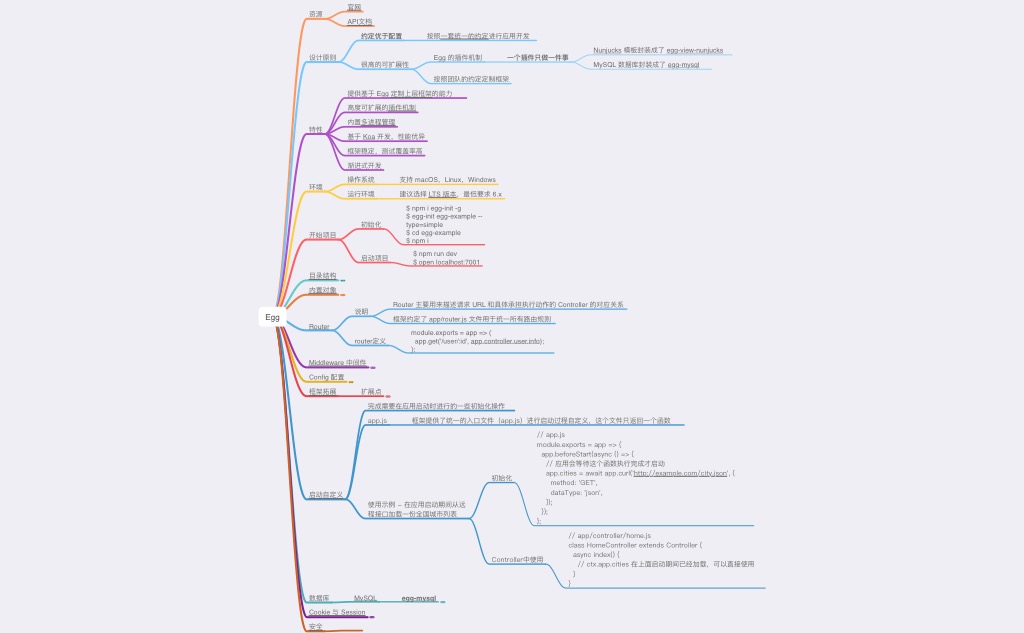 资源
官网
API文档
设计原则
约定优于配置
按照一套统一的约定进行应用开发
很高的可扩展性
Egg 的插件机制
一个插件只做一件事
Nunjucks 模板封装成了 egg-view-nunjucks
MySQL 数据库封装成了 egg-mysql
按照团队的约定定制框架
特性
提供基于 Egg 定制上层框架的能力
高度可扩展的插件机制
内置多进程管理
基于 Koa 开发，性能优异
框架稳定，测试覆盖率高
渐进式开发
环境
操作系统
支持 macOS，Linux，Windows
运行环境
建议选择 LTS 版本，最低要求 6.x
开始项目
初始化
$ npm i egg-init -g
$ egg-init egg-example --
type=simple
$ cd egg-example
$ npm i
启动项目
$ npm run dev
$ open localhost:7001
目录结构
内置对象
Egg
Router
说明
Router 主要用来描述请求 URL 和具体承担执行动作的 Controller 的对应关系
框架约定了 app/router.js 文件用于统一所有路由规则
router定义
module.exports = app => {
app.get('/user/:id', app.controller.user.info);
};
Middleware 中间件
Config 配置
框架拓展
扩展点
启动自定义
完成需要在应用启动时进行的一些初始化操作
app.js
框架提供了统一的入口文件（app.js）进行启动过程自定义，这个文件只返回一个函数
使用示例 – 在应用启动期间从远
程接口加载一份全国城市列表
初始化
// app.js
module.exports = app => {
app.beforeStart(async () => {
// 应用会等待这个函数执行完成才启动
app.cities = await app.curl('http://example.com/city.json', {
method: 'GET',
dataType: 'json',
});
});
};
Controller中使用
// app/controller/home.js
class HomeController extends Controller {
async index() {
// ctx.app.cities 在上面启动期间已经加载，可以直接使用
}
}
数据库
MySQL
egg-mysql
Cookie 与 Session
安全